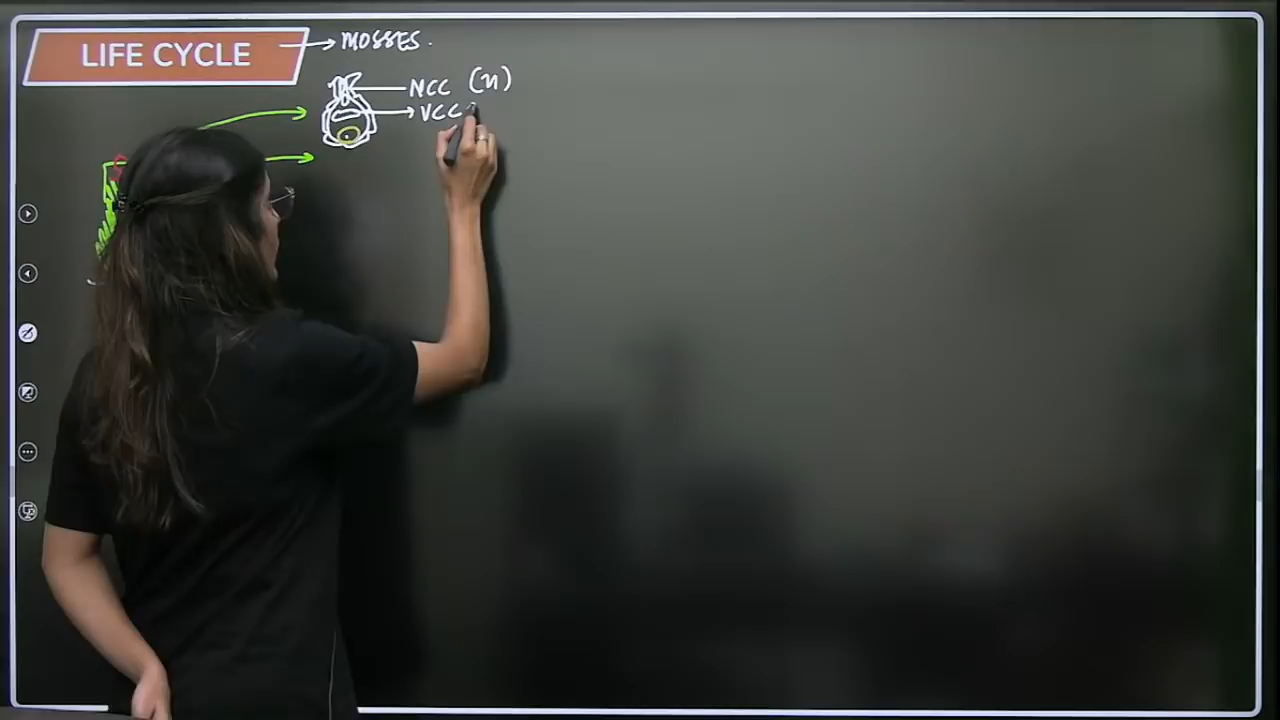 LIFE CYCLE → MOSSES.
NCC (n)
VCC